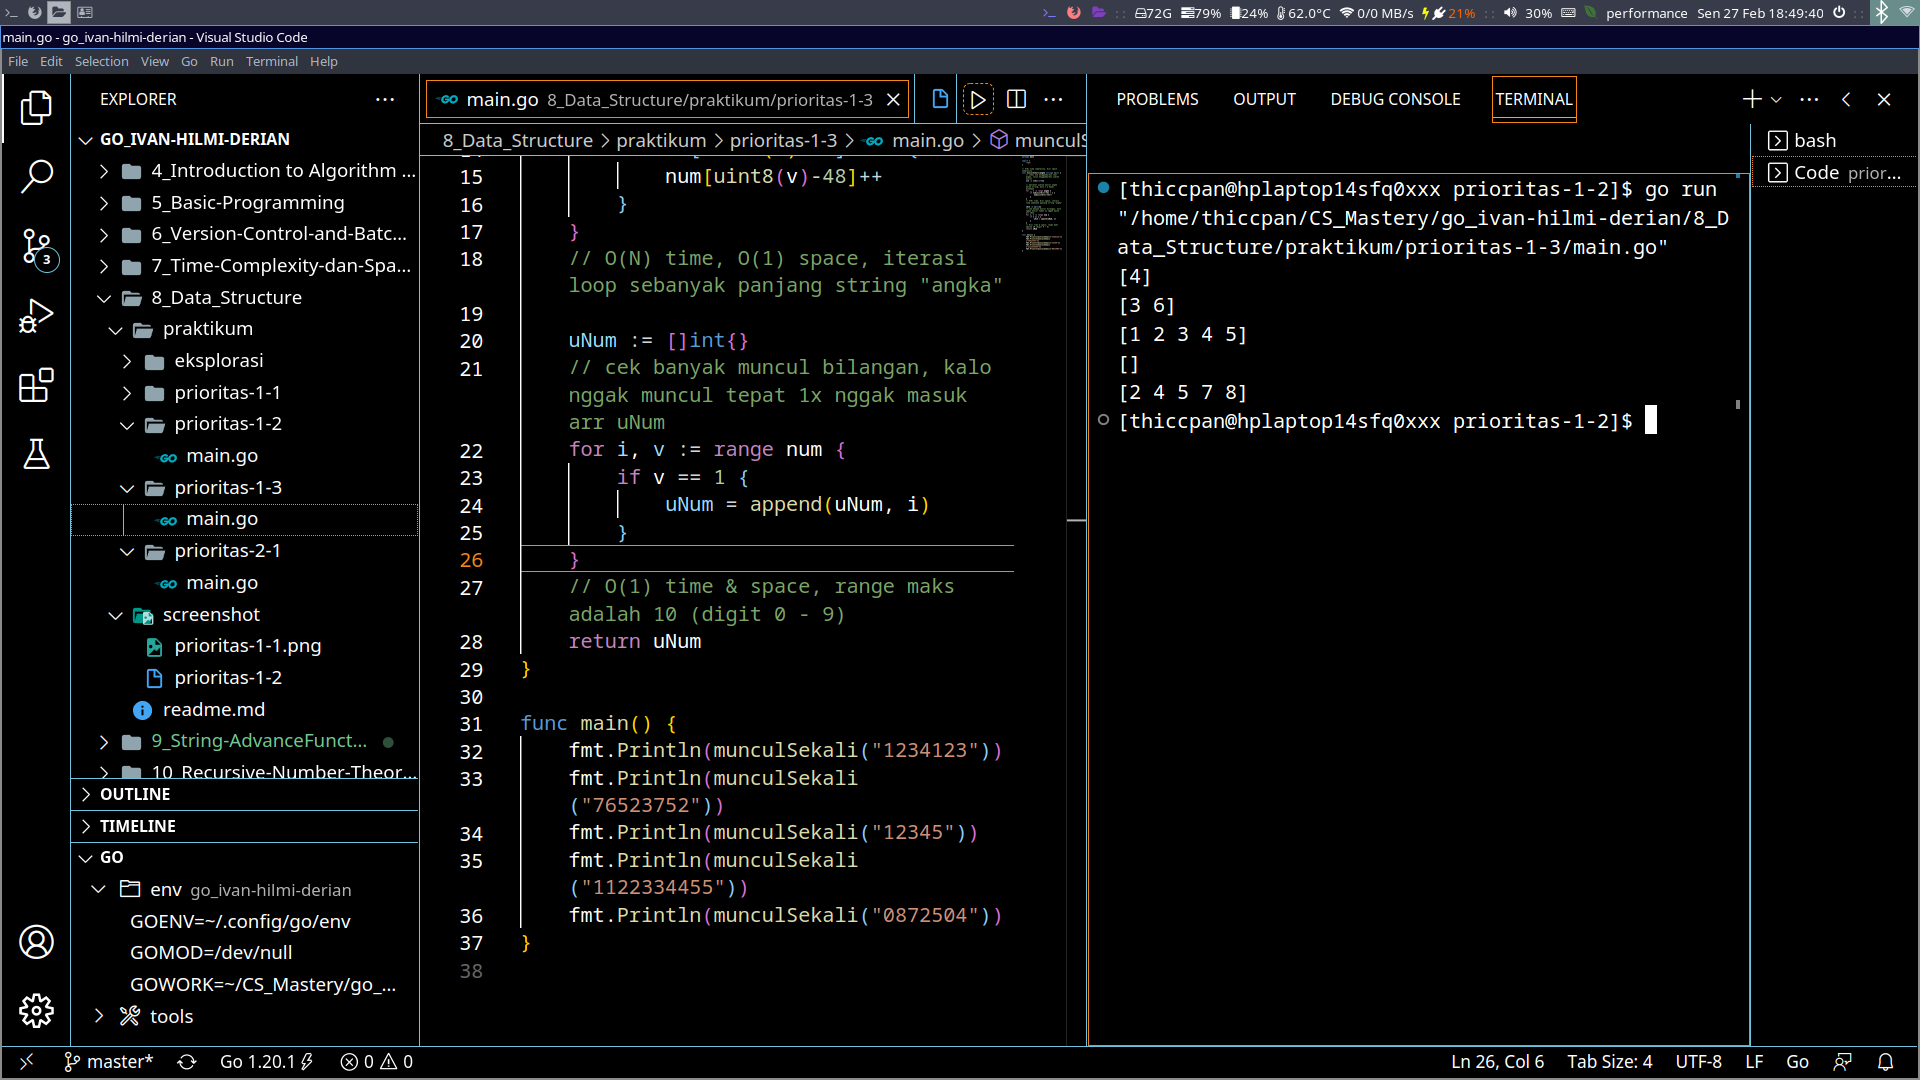 72G 79% 24% 62.0°C 0/0 MB/s 21% 30% performance Sen 27 Feb 18:49:40
main.go - go_ivan-hilmi-derian - Visual Studio Code
File Edit Selection View Go Run Terminal Help
EXPLORER
GO_IVAN-HILMI-DERIAN
4_Introduction to Algorithm ...
5_Basic-Programming
6_Version-Control-and-Batc...
7_Time-Complexity-dan-Spa...
8_Data_Structure
praktikum
eksplorasi
prioritas-1-1
prioritas-1-2
main.go
prioritas-1-3
main.go
prioritas-2-1
main.go
screenshot
prioritas-1-1.png
prioritas-1-2
readme.md
9_String-AdvanceFunct...
10_Recursive-Number-Theor...
OUTLINE
TIMELINE
GO
env go_ivan-hilmi-derian
GOENV=~/.config/go/env
GOMOD=/dev/null
GOWORK=~/CS_Mastery/go_...
tools
main.go 8_Data_Structure/praktikum/prioritas-1-3
8_Data_Structure > praktikum > prioritas-1-3 > main.go > munculS
15 num[uint8(v)-48]++
16 }
17 }
18 // O(N) time, O(1) space, iterasi
loop sebanyak panjang string "angka"
19
20 uNum := []int{}
21 // cek banyak muncul bilangan, kalo
nggak muncul tepat 1x nggak masuk
arr uNum
22 for i, v := range num {
23 if v == 1 {
24 uNum = append(uNum, i)
25 }
26 }
27 // O(1) time & space, range maks
adalah 10 (digit 0 - 9)
28 return uNum
29 }
30
31 func main() {
32 fmt.Println(munculSekali("1234123"))
33 fmt.Println(munculSekali
("76523752"))
34 fmt.Println(munculSekali("12345"))
35 fmt.Println(munculSekali
("1122334455"))
36 fmt.Println(munculSekali("0872504"))
37 }
38
PROBLEMS OUTPUT DEBUG CONSOLE TERMINAL
[thiccpan@hplaptop14sfq0xxx prioritas-1-2]$ go run
"/home/thiccpan/CS_Mastery/go_ivan-hilmi-derian/8_D
ata_Structure/praktikum/prioritas-1-3/main.go"
[4]
[3 6]
[1 2 3 4 5]
[]
[2 4 5 7 8]
[thiccpan@hplaptop14sfq0xxx prioritas-1-2]$
bash
Code prior...
3
master* Go 1.20.1 0 0 Ln 26, Col 6 Tab Size: 4 UTF-8 LF Go